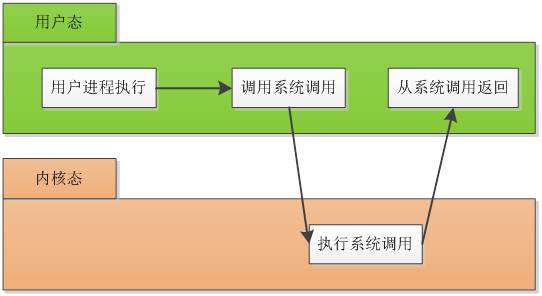 用户态
用户进程执行
调用系统调用
从系统调用返回
内核态
执行系统调用